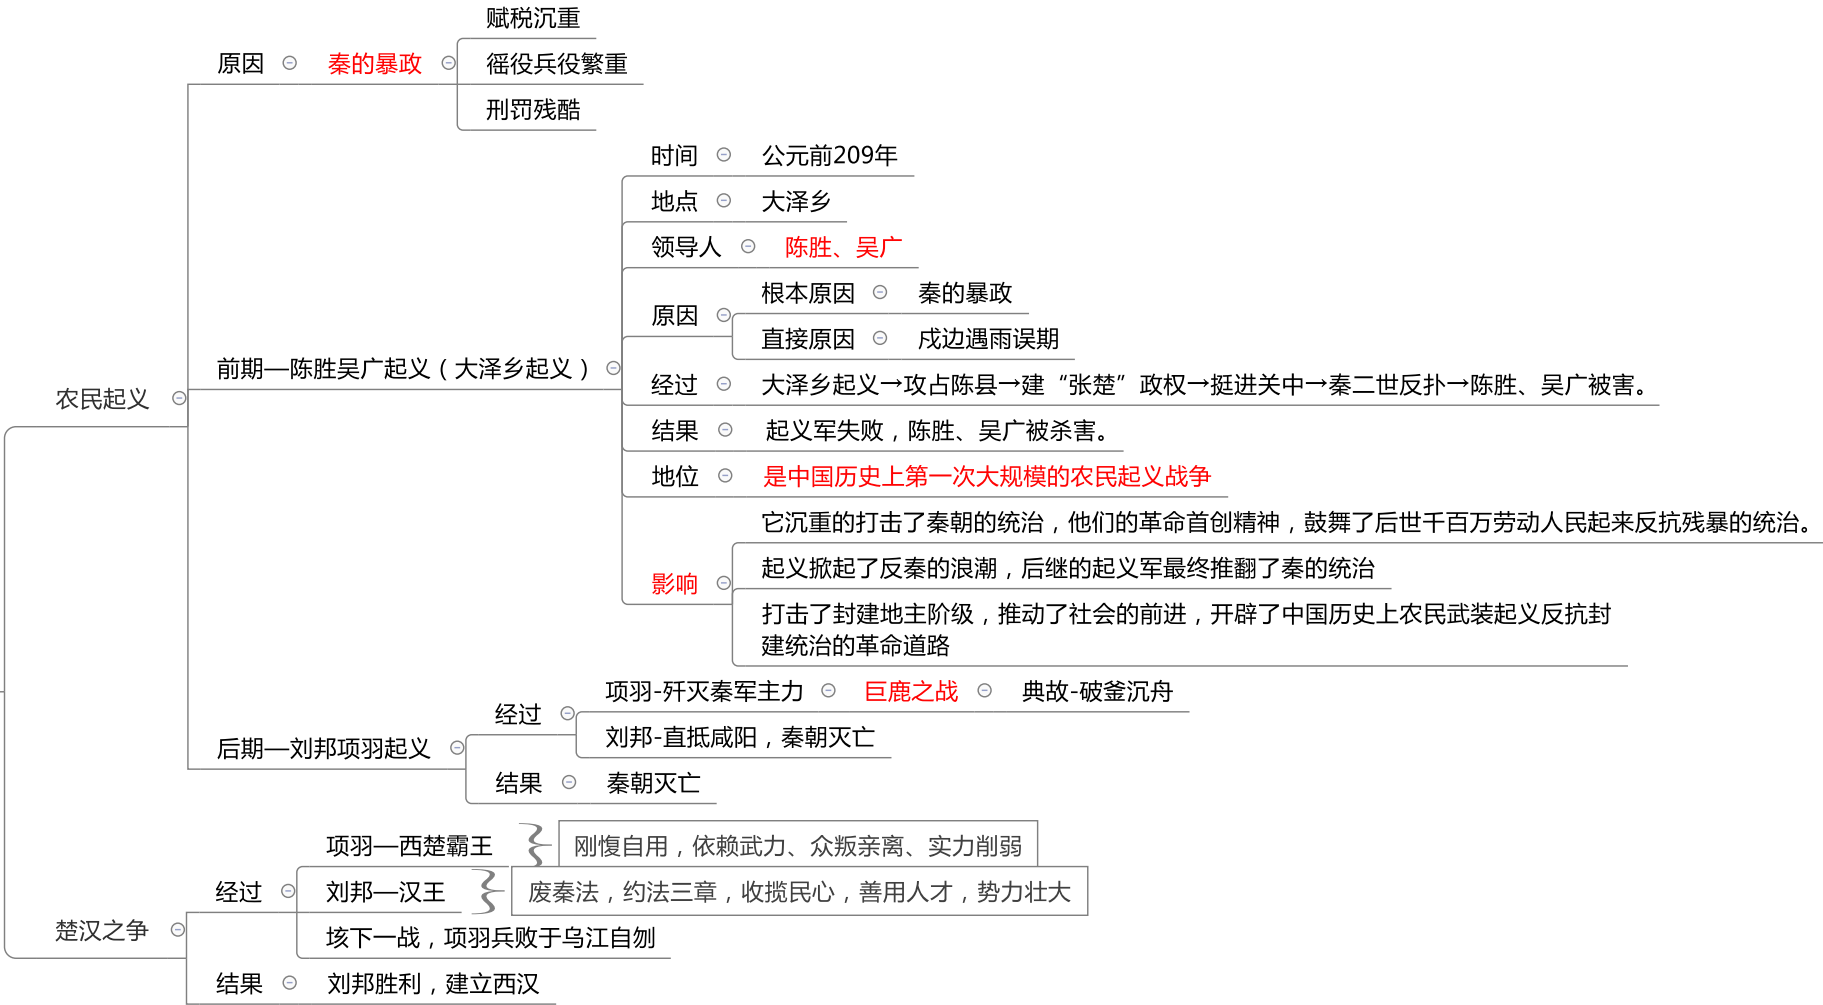 赋税沉重
原因 秦的暴政 徭役兵役繁重
刑罚残酷
时间 公元前209年
地点 大泽乡
领导人 陈胜、吴广
根本原因 秦的暴政
原因
直接原因 戍边遇雨误期
前期—陈胜吴广起义（大泽乡起义）
经过 大泽乡起义→攻占陈县→建“张楚”政权→挺进关中→秦二世反扑→陈胜、吴广被害。
农民起义
结果 起义军失败，陈胜、吴广被杀害。
地位 是中国历史上第一次大规模的农民起义战争
它沉重的打击了秦朝的统治，他们的革命首创精神，鼓舞了后世千百万劳动人民起来反抗残暴的统治。
影响 起义掀起了反秦的浪潮，后继的起义军最终推翻了秦的统治
打击了封建地主阶级，推动了社会的前进，开辟了中国历史上农民武装起义反抗封
建统治的革命道路
项羽-歼灭秦军主力 巨鹿之战 典故-破釜沉舟
经过
刘邦-直抵咸阳，秦朝灭亡
后期—刘邦项羽起义
结果 秦朝灭亡
项羽—西楚霸王 刚愎自用，依赖武力、众叛亲离、实力削弱
经过 刘邦—汉王 废秦法，约法三章，收揽民心，善用人才，势力壮大
楚汉之争
垓下一战，项羽兵败于乌江自刎
结果 刘邦胜利，建立西汉